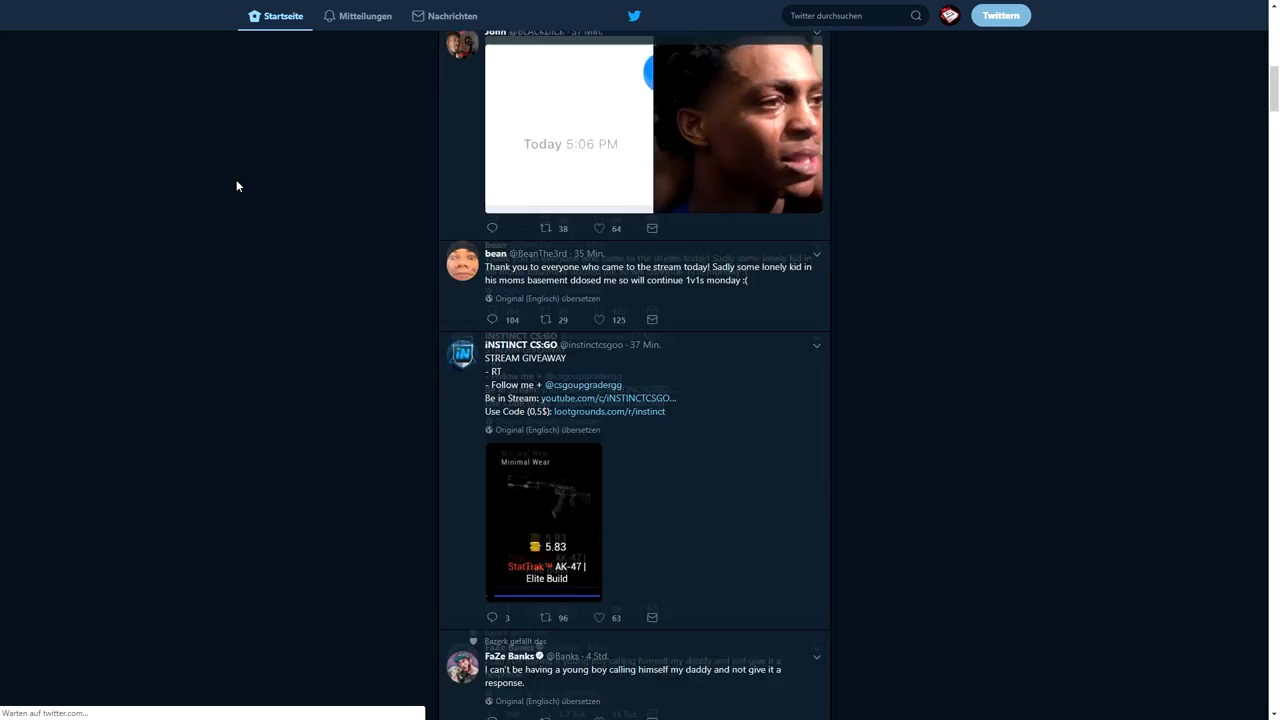 Startseite
Mitteilungen
Nachrichten
Twitter durchsuchen
Twittern
John @BLACKDICK · 37 Min.
Today 5:06 PM
38
64
bean @BeanThe3rd · 35 Min.
Thank you to everyone who came to the stream today! Sadly some lonely kid in
his moms basement ddosed me so will continue 1v1s monday :(
Original (Englisch) übersetzen
104
29
125
iNSTINCT CS:GO @instinctcsgoo · 37 Min.
STREAM GIVEAWAY
- RT
- Follow me + @csgoupgradergg
Be in Stream: youtube.com/c/iNSTINCTCSGO...
Use Code (0,5$): lootgrounds.com/r/instinct
Original (Englisch) übersetzen
Minimal Wear
5.83
StatTrak™ AK-47 |
Elite Build
3
96
63
Bazerk gefällt das
FaZe Banks @Banks · 4 Std.
I can't be having a young boy calling himself my daddy and not give it a
response.
Original (Englisch) übersetzen
Warten auf twitter.com...